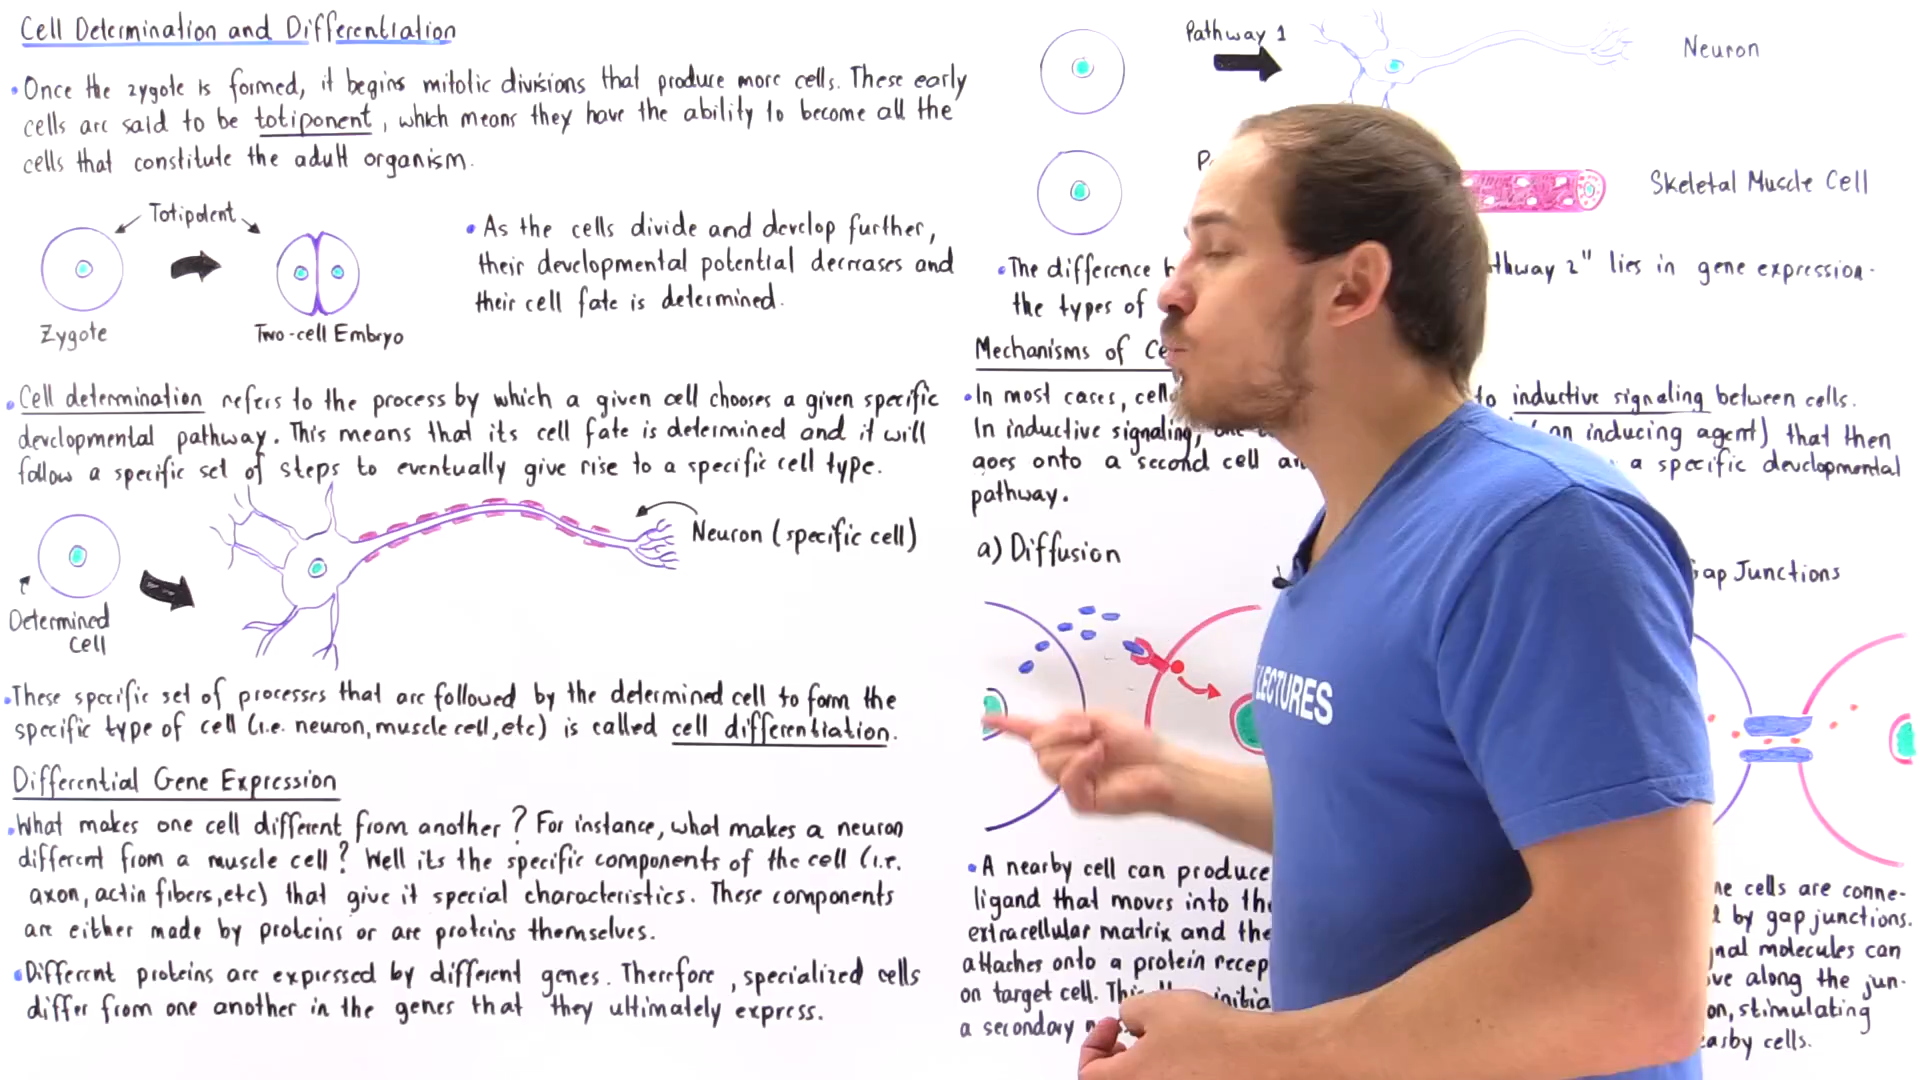 Cell Determination and Differentiation
• Once the zygote is formed, it begins mitotic divisions that produce more cells. These early
cells are said to be totiponent, which means they have the ability to become all the
cells that constitute the adult organism.
Totipotent
Zygote
Two-cell Embryo
• As the cells divide and develop further,
their developmental potential decreases and
their cell fate is determined.
• Cell determination refers to the process by which a given cell chooses a given specific
developmental pathway. This means that its cell fate is determined and it will
follow a specific set of steps to eventually give rise to a specific cell type.
Determined
Cell
Neuron (specific cell)
• These specific set of processes that are followed by the determined cell to form the
specific type of cell (i.e. neuron, muscle cell, etc) is called cell differentiation.
Differential Gene Expression
• What makes one cell different from another? For instance, what makes a neuron
different from a muscle cell? Well its the specific components of the cell (i.e.
axon, actin fibers, etc) that give it special characteristics. These components
are either made by proteins or are proteins themselves.
• Different proteins are expressed by different genes. Therefore, specialized cells
differ from one another in the genes that they ultimately express.
Pathway 1
Neuron
Skeletal Muscle Cell
• The difference thway 2" lies in gene expression-
the types of
Mechanisms of
• In most cases, to inductive signaling between cells.
In inductive signaling, inducing agent) that then
goes onto a second cell a specific developmental
pathway.
a) Diffusion
Gap Junctions
• A nearby cell can produce
ligand that moves into the
extracellular matrix and the
attaches onto a protein recep
on target cell.
a secondary
cells are conne-
by gap junctions.
nal molecules can
ve along the jun-
on, stimulating
earby cells.
LECTURES